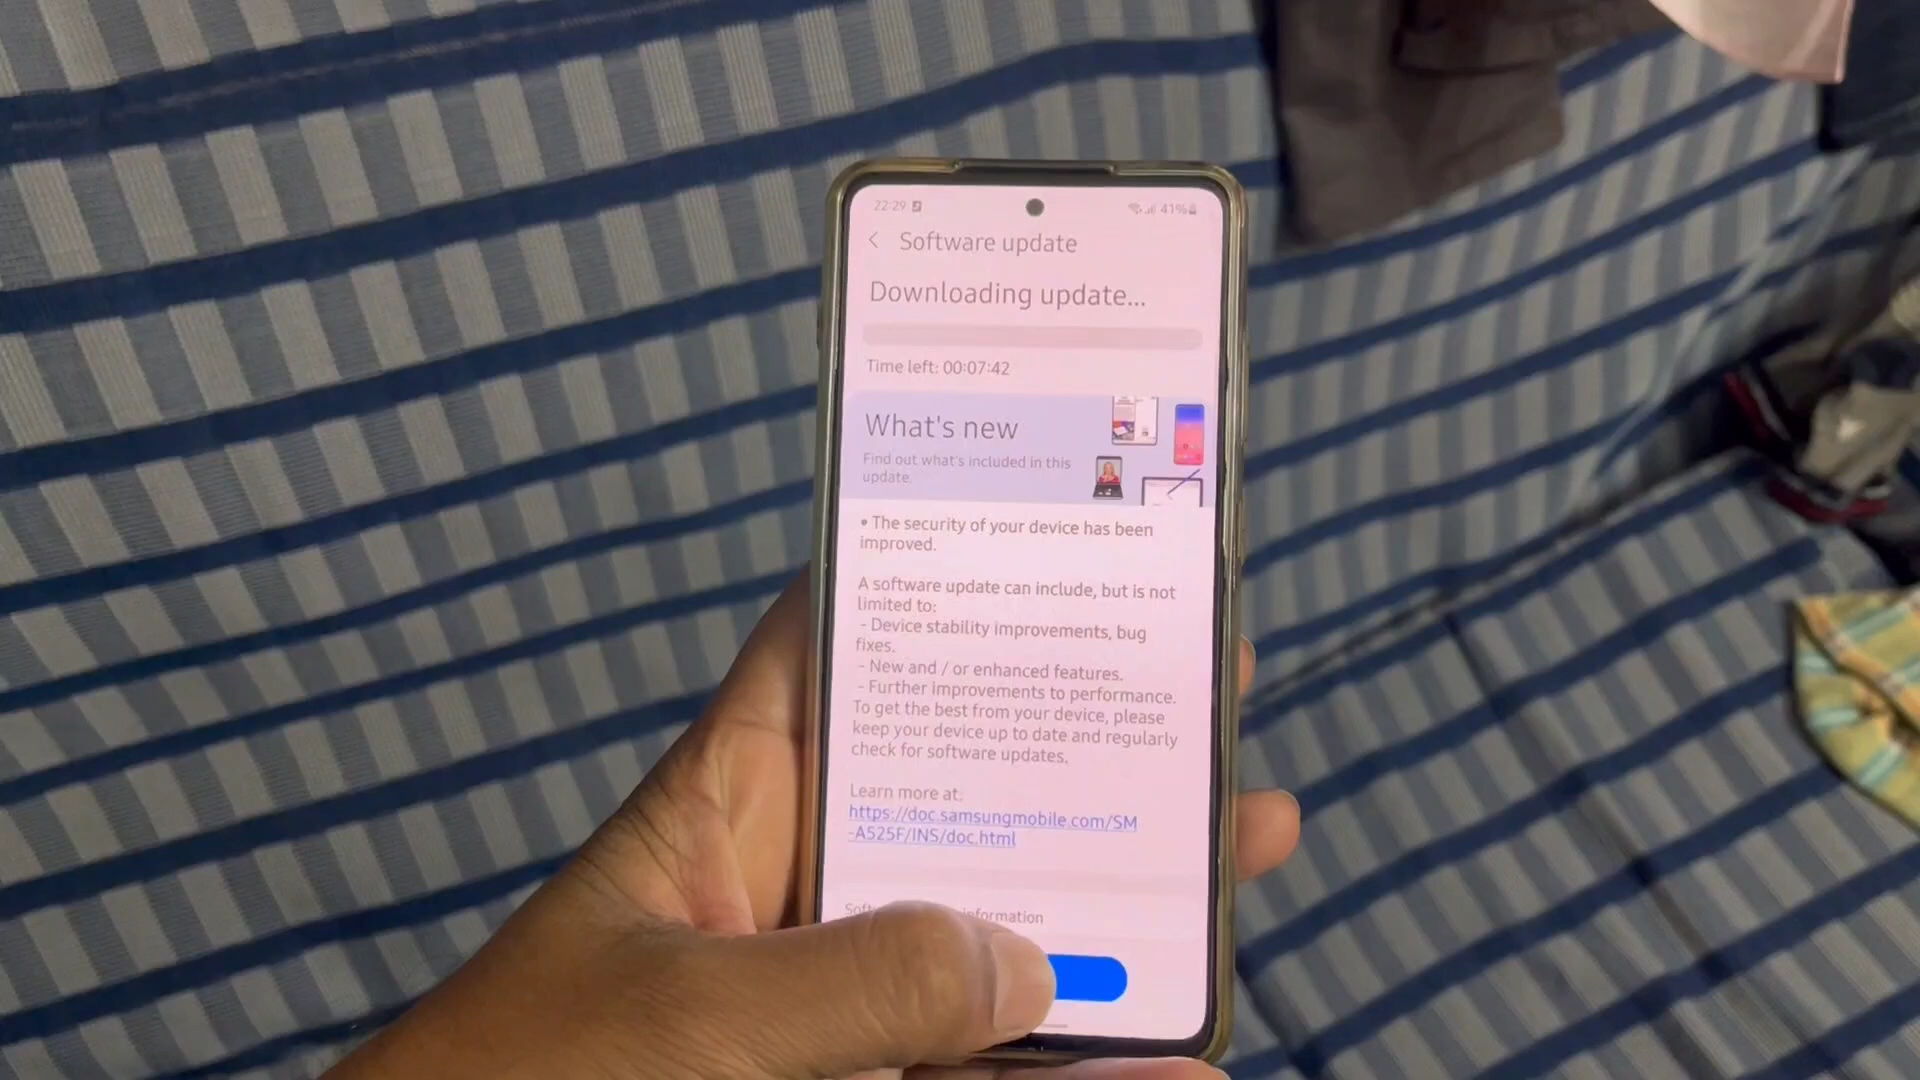 22:29
41%
Software update
Downloading update...
Time left: 00:07:42
What's new
Find out what's included in this
update.
• The security of your device has been
improved.
A software update can include, but is not
limited to:
- Device stability improvements, bug
fixes.
- New and / or enhanced features.
- Further improvements to performance.
To get the best from your device, please
keep your device up to date and regularly
check for software updates.
Learn more at:
https://doc.samsungmobile.com/SM
-A525F/INS/doc.html
information